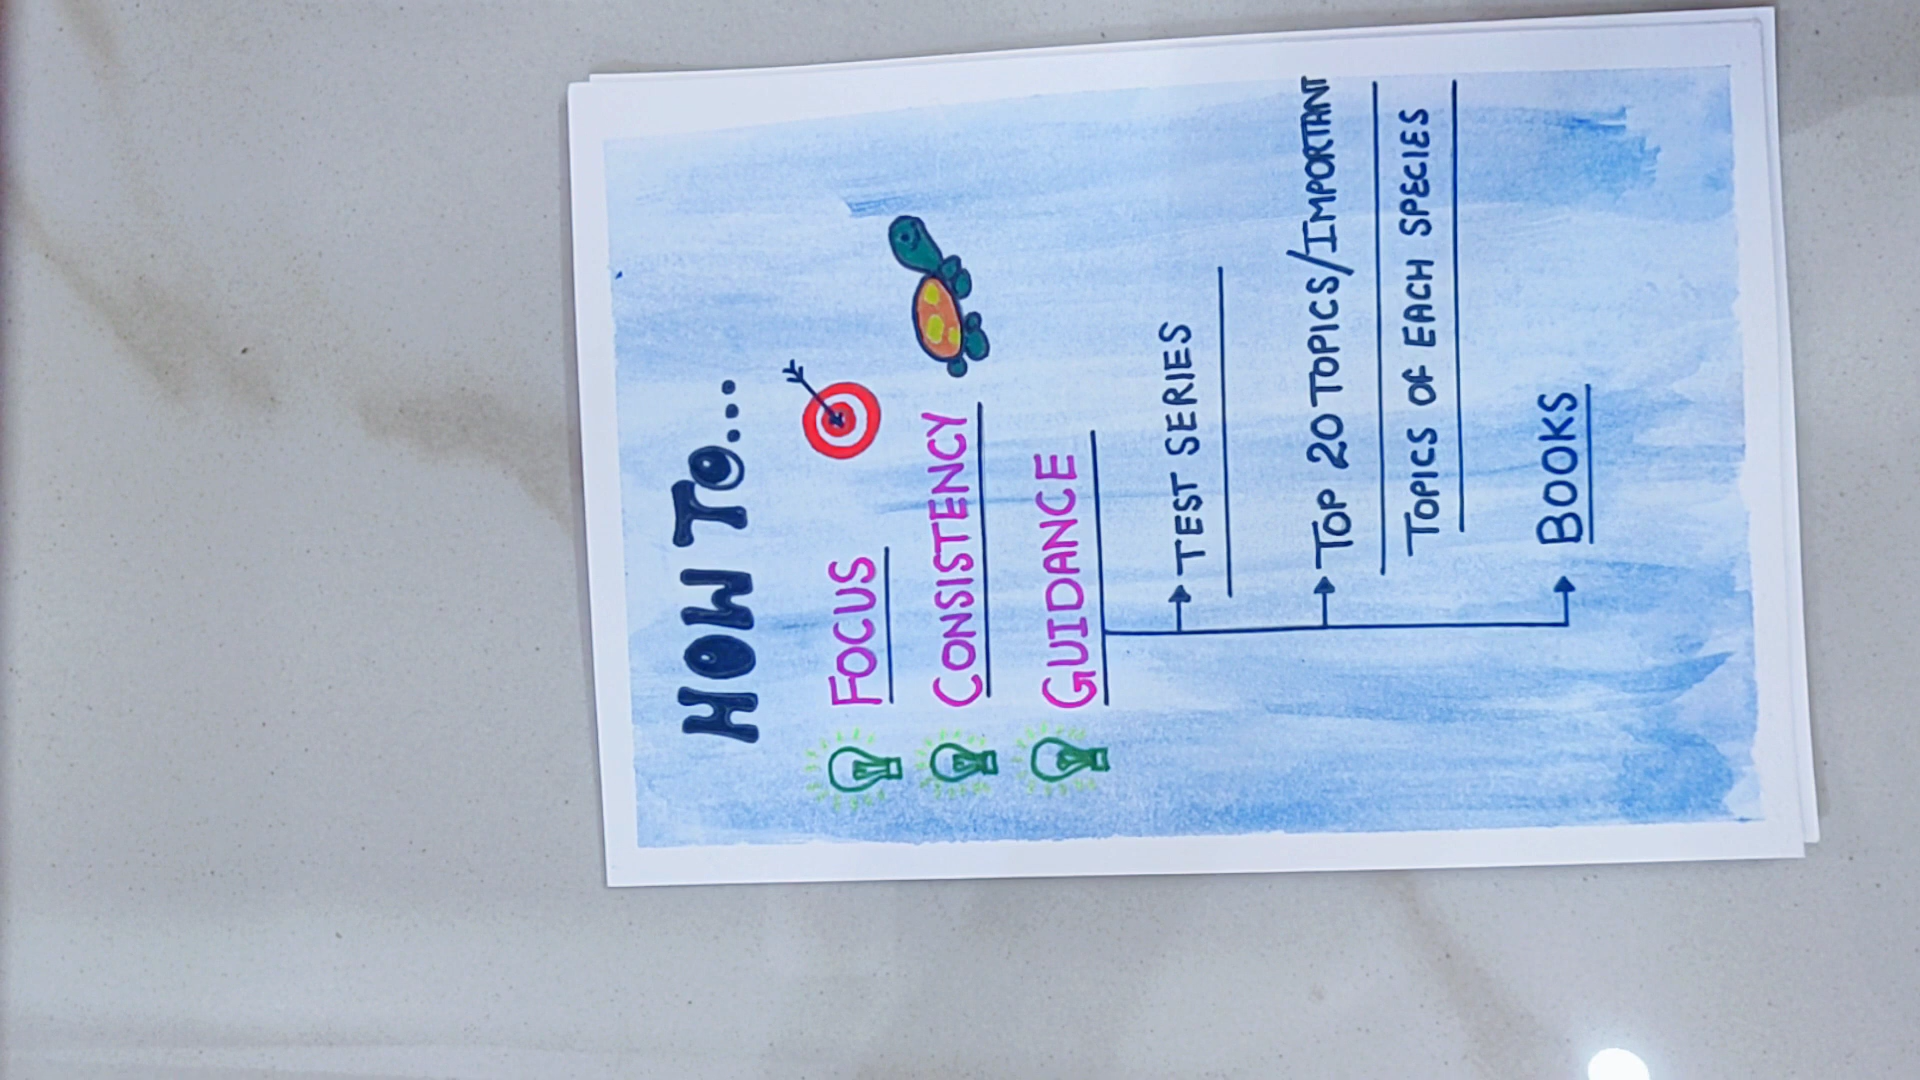 HOW TO...
FOCUS
CONSISTENCY
GUIDANCE
TEST SERIES
TOP 20 TOPICS/IMPORTANT
TOPICS OF EACH SPECIES
BOOKS